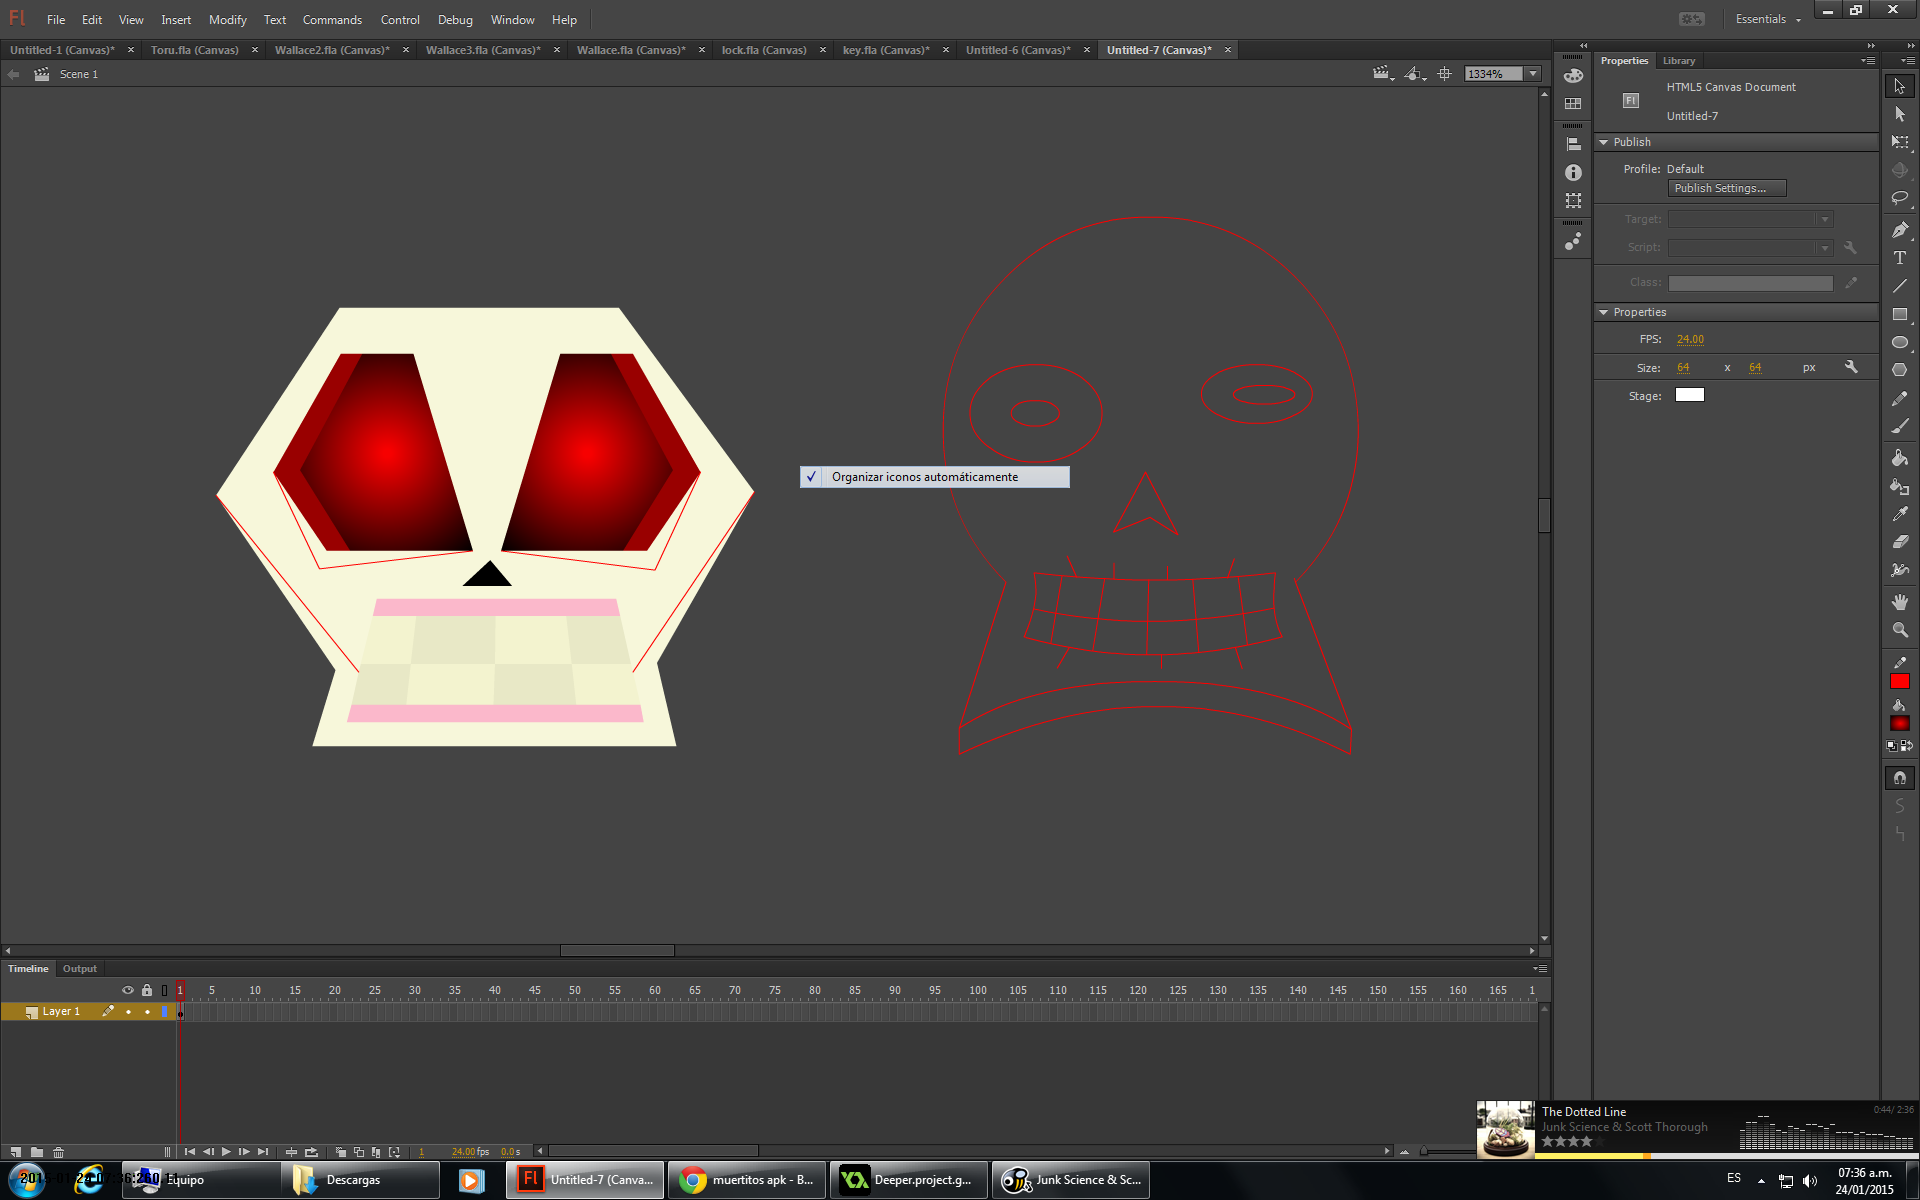 Fl File Edit View Insert Modify Text Commands Control Debug Window Help Essentials
Untitled-1 (Canvas)* Toru.fla (Canvas) Wallace2.fla (Canvas)* Wallace3.fla (Canvas)* Wallace.fla (Canvas)* lock.fla (Canvas) key.fla (Canvas)* Untitled-6 (Canvas)* Untitled-7 (Canvas)*
Scene 1 1334%
Properties Library
HTML5 Canvas Document
Fl
Untitled-7
Publish
Profile: Default
Publish Settings...
Target:
Script:
Class:
Properties
FPS: 24.00
Size: 64 x 64 px
Stage:
Organizar iconos automáticamente
Timeline Output
1 5 10 15 20 25 30 35 40 45 50 55 60 65 70 75 80 85 90 95 100 105 110 115 120 125 130 135 140 145 150 155 160 165 1
Layer 1
1 24.00 fps 0.0 s
The Dotted Line 0:44/ 2:36
Junk Science & Scott Thorough
Equipo Descargas Untitled-7 (Canva... muertitos apk - B... Deeper.project.g... Junk Science & Sc... ES
07:36 a.m.
24/01/2015